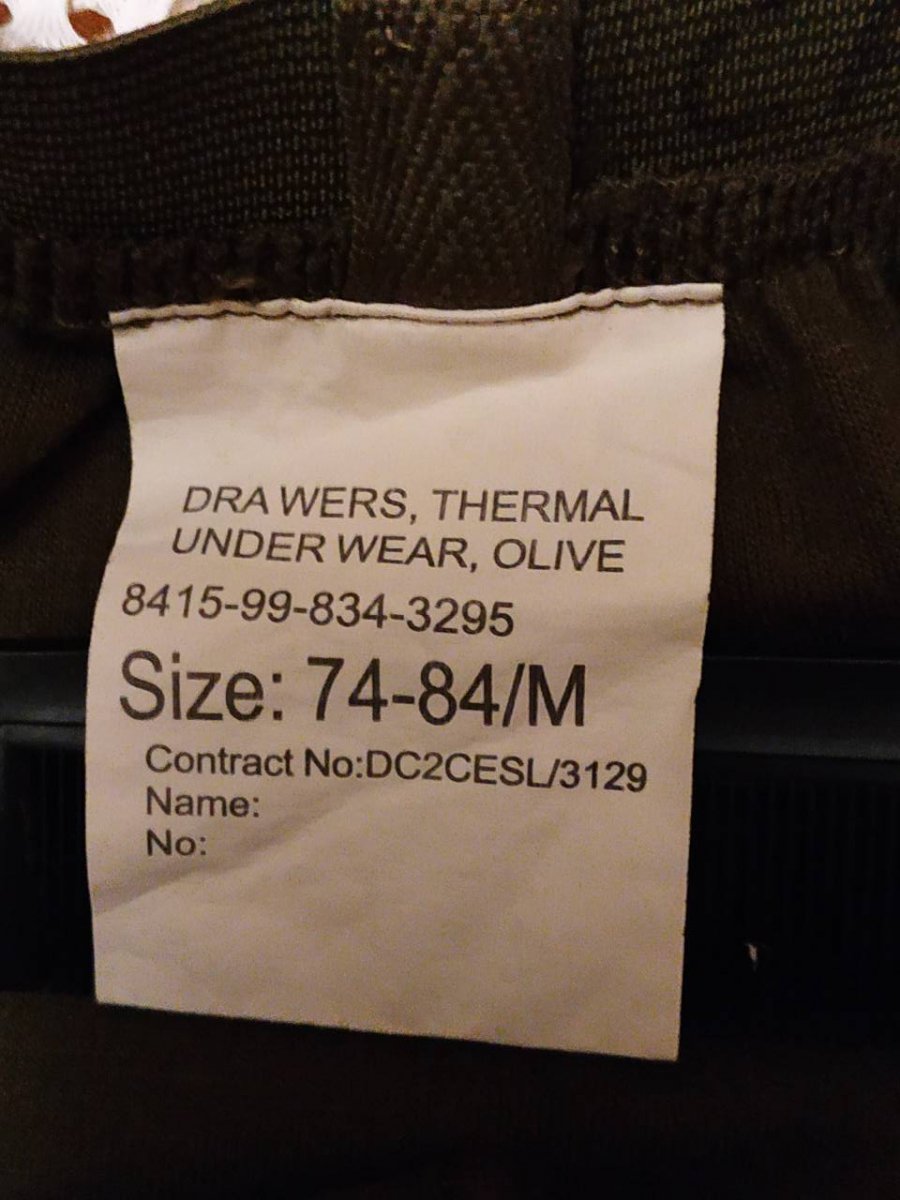 DRA WERS, THERMAL
UNDER WEAR, OLIVE
8415-99-834-3295
Size: 74-84/M
Contract No:DC2CESL/3129
Name:
No: